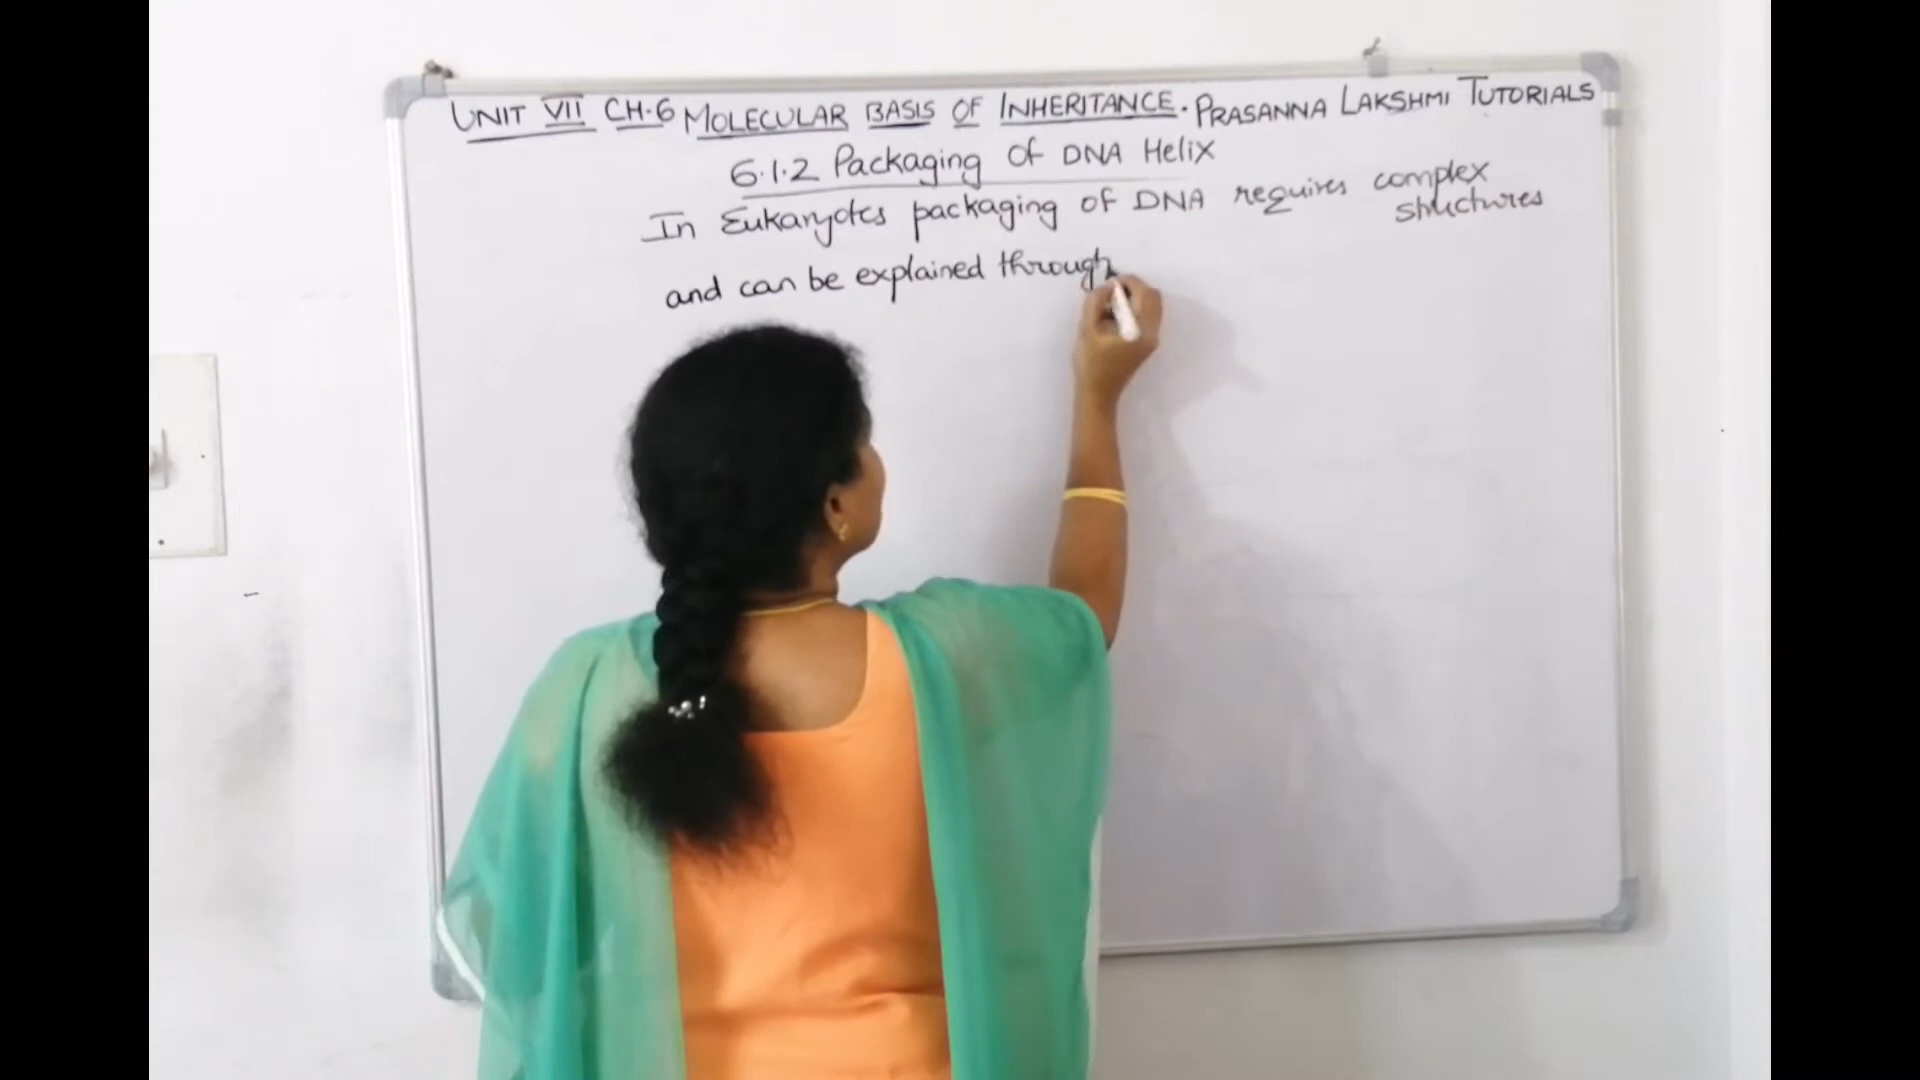 UNIT VII CH-6 MOLECULAR BASIS OF INHERITANCE. PRASANNA LAKSHMI TUTORIALS
6.1.2 Packaging of DNA Helix
In Eukaryotes packaging of DNA requires complex
structures
and can be explained through